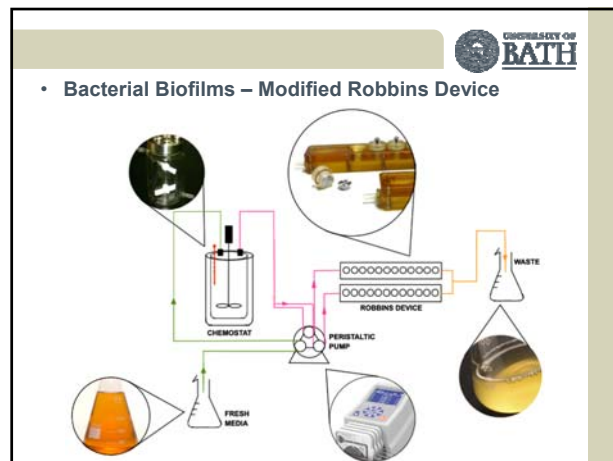 UNIVERSITY OF
BATH
• Bacterial Biofilms – Modified Robbins Device
WASTE
ROBBINS DEVICE
CHEMOSTAT
PERISTALTIC
PUMP
FRESH
MEDIA